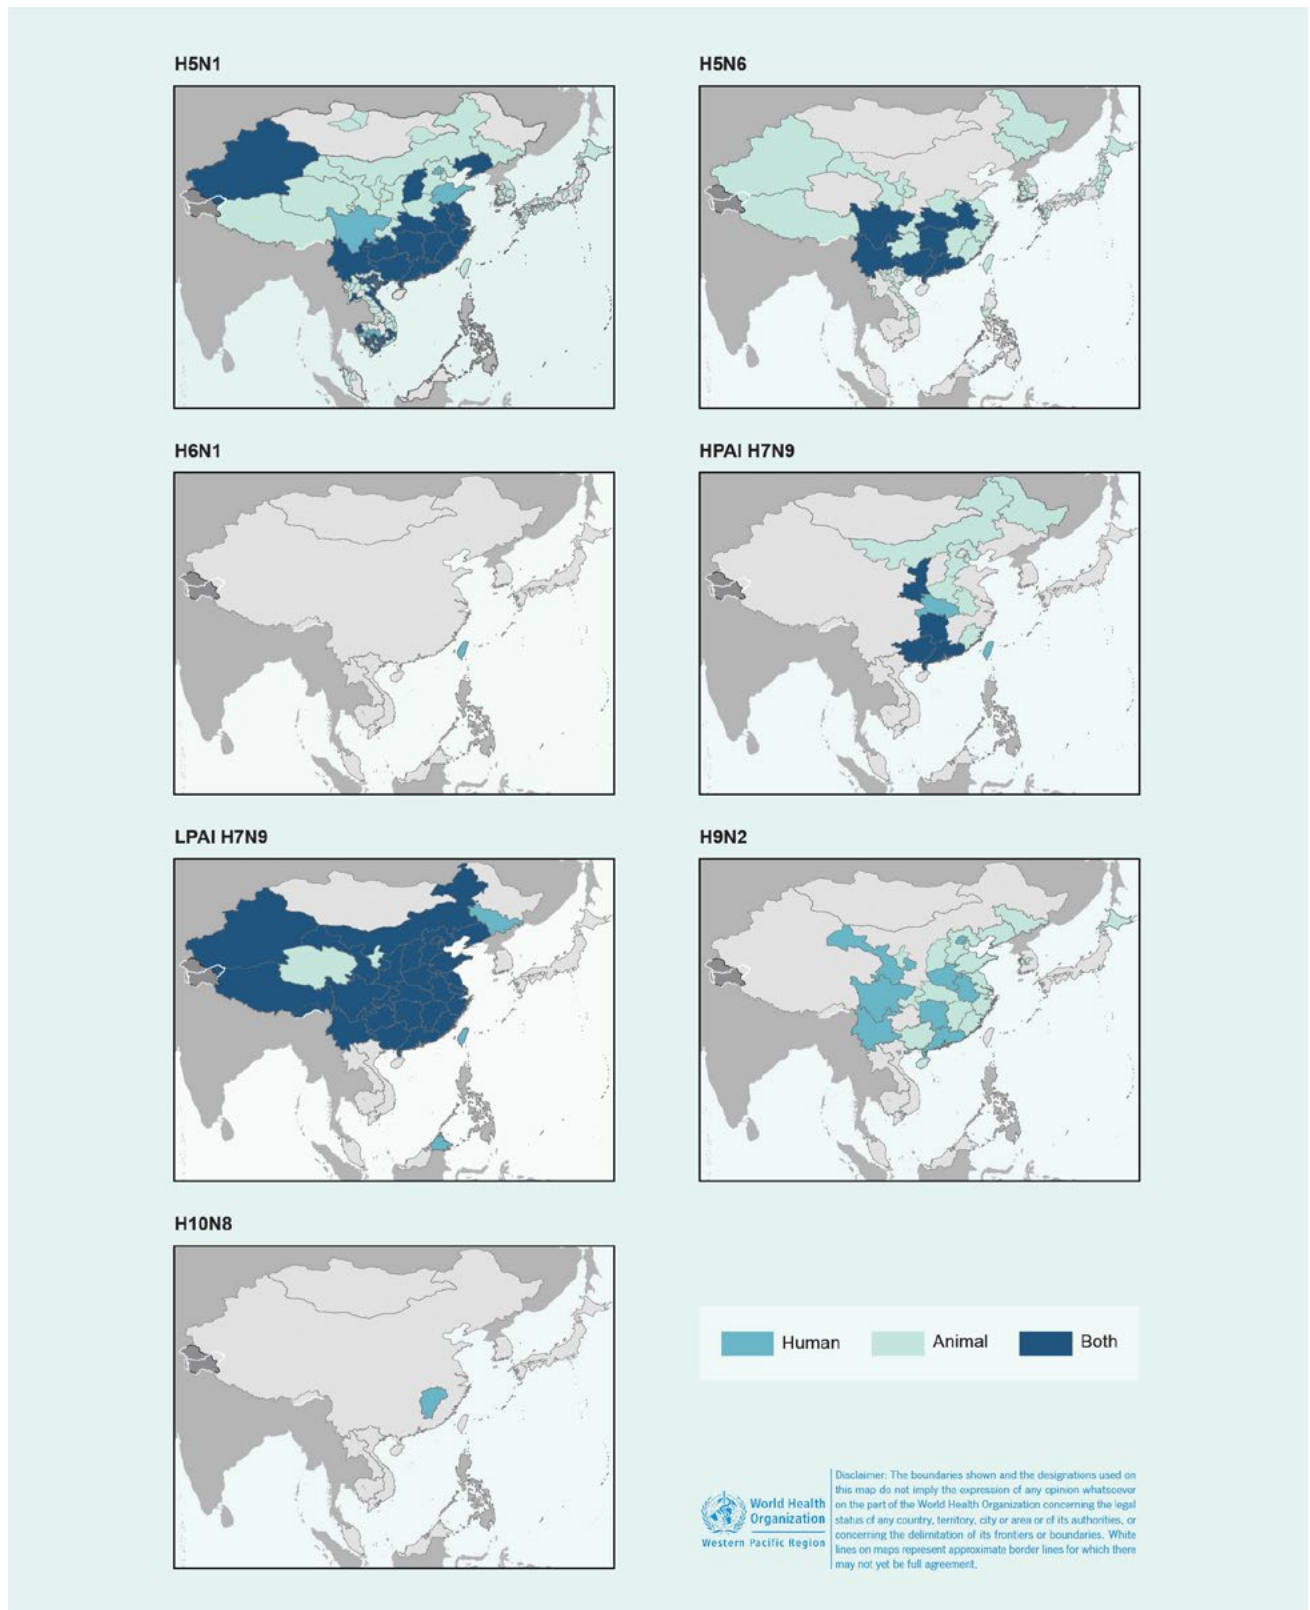 H5N1
H5N6
H6N1
HPAI H7N9
LPAI H7N9
H9N2
H10N8
Human
Animal
Both
World Health
Organization
Western Pacific Region
Disclaimer: The boundaries shown and the designations used on
this map do not imply the expression of any opinion whatsoever
on the part of the World Health Organization concerning the legal
status of any country, territory, city or area or of its authorities, or
concerning the delimitation of its frontiers or boundaries. White
lines on maps represent approximate border lines for which there
may not yet be full agreement.